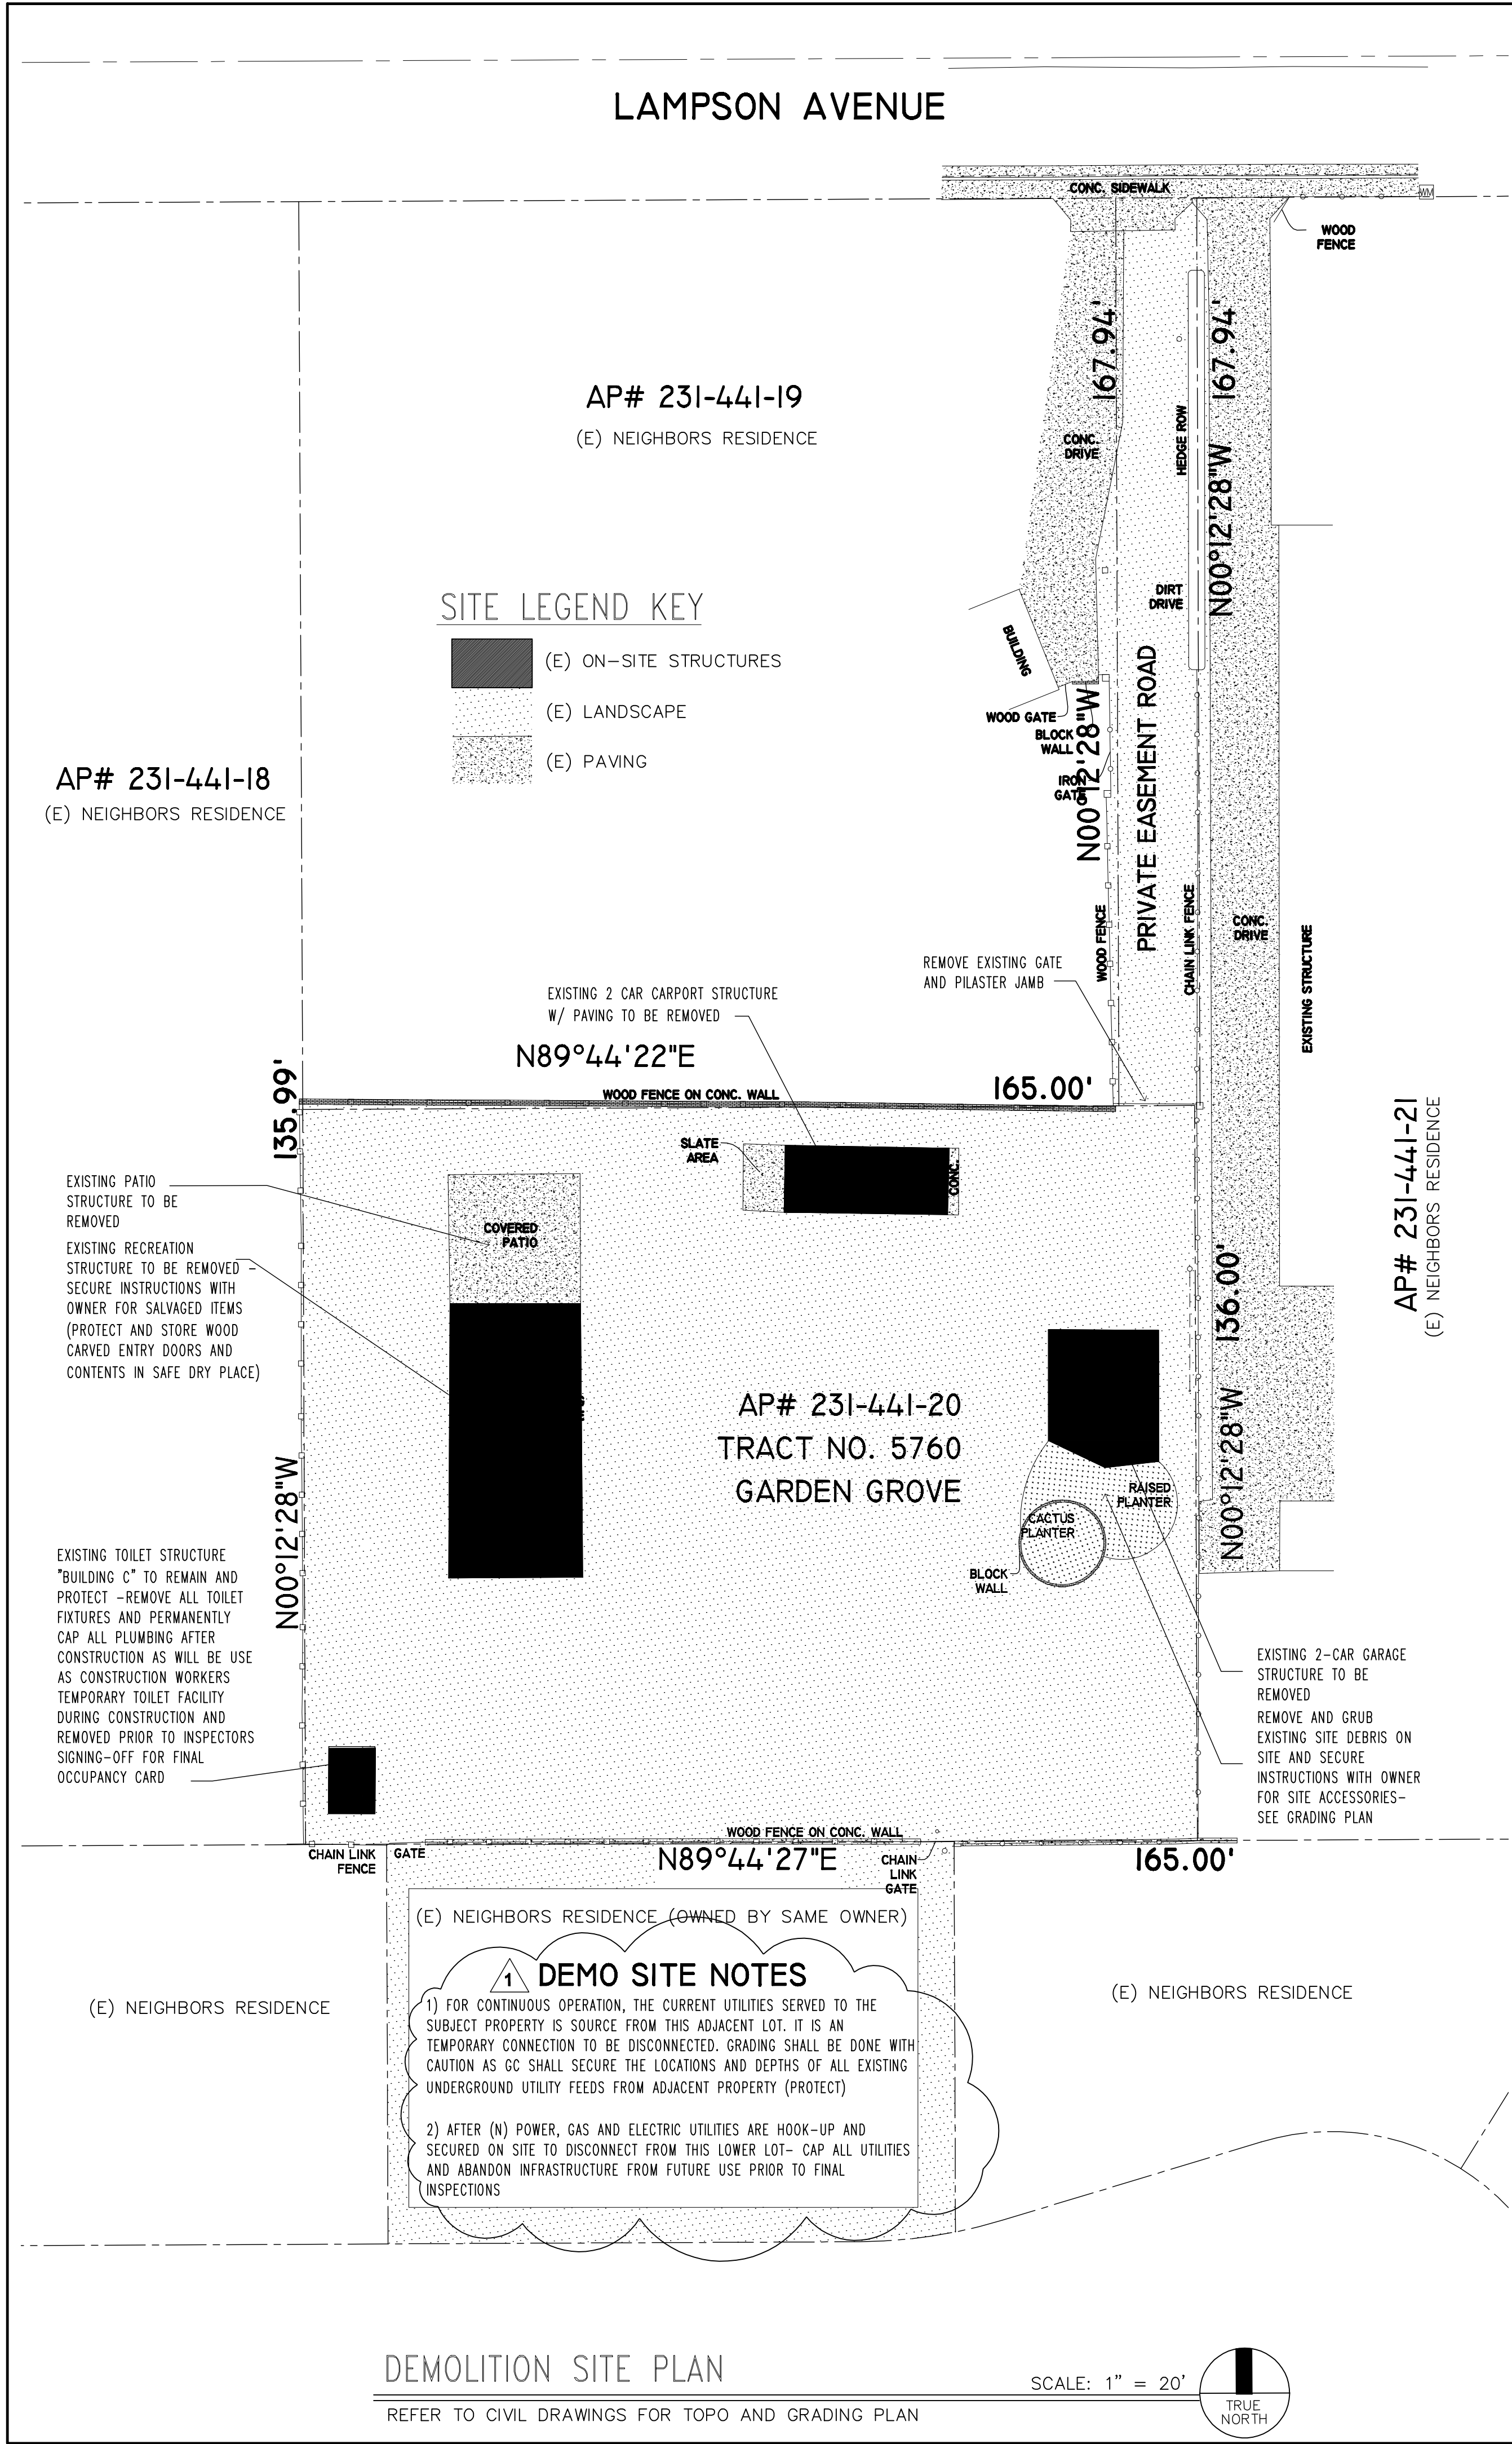 LAMPSON AVENUE
CONC. SIDEWALK
WM
WOOD
FENCE
167.94'
167.94'
AP# 231-441-19
(E) NEIGHBORS RESIDENCE
CONC.
DRIVE
HEDGE ROW
N00°12'28"W
DIRT
DRIVE
SITE LEGEND KEY
(E) ON-SITE STRUCTURES
(E) LANDSCAPE
(E) PAVING
BUILDING
WOOD GATE
BLOCK
WALL
IRON
GATE
N00°12'28"W
PRIVATE EASEMENT ROAD
AP# 231-441-18
(E) NEIGHBORS RESIDENCE
WOOD FENCE
CHAIN LINK FENCE
CONC.
DRIVE
EXISTING STRUCTURE
REMOVE EXISTING GATE
AND PILASTER JAMB
EXISTING 2 CAR CARPORT STRUCTURE
W/ PAVING TO BE REMOVED
N89°44'22"E
165.00'
WOOD FENCE ON CONC. WALL
135.99'
SLATE
AREA
CONC.
AP# 231-441-21
(E) NEIGHBORS RESIDENCE
EXISTING PATIO
STRUCTURE TO BE
REMOVED
COVERED
PATIO
EXISTING RECREATION
STRUCTURE TO BE REMOVED -
SECURE INSTRUCTIONS WITH
OWNER FOR SALVAGED ITEMS
(PROTECT AND STORE WOOD
CARVED ENTRY DOORS AND
CONTENTS IN SAFE DRY PLACE)
136.00'
AP# 231-441-20
TRACT NO. 5760
GARDEN GROVE
N00°12'28"W
N00°12'28"W
RAISED
PLANTER
CACTUS
PLANTER
BLOCK
WALL
EXISTING TOILET STRUCTURE
"BUILDING C" TO REMAIN AND
PROTECT -REMOVE ALL TOILET
FIXTURES AND PERMANENTLY
CAP ALL PLUMBING AFTER
CONSTRUCTION AS WILL BE USE
AS CONSTRUCTION WORKERS
TEMPORARY TOILET FACILITY
DURING CONSTRUCTION AND
REMOVED PRIOR TO INSPECTORS
SIGNING-OFF FOR FINAL
OCCUPANCY CARD
EXISTING 2-CAR GARAGE
STRUCTURE TO BE
REMOVED
REMOVE AND GRUB
EXISTING SITE DEBRIS ON
SITE AND SECURE
INSTRUCTIONS WITH OWNER
FOR SITE ACCESSORIES-
SEE GRADING PLAN
WOOD FENCE ON CONC. WALL
CHAIN LINK
FENCE
GATE
N89°44'27"E
CHAIN
LINK
GATE
165.00'
(E) NEIGHBORS RESIDENCE (OWNED BY SAME OWNER)
1 DEMO SITE NOTES
1) FOR CONTINUOUS OPERATION, THE CURRENT UTILITIES SERVED TO THE
SUBJECT PROPERTY IS SOURCE FROM THIS ADJACENT LOT. IT IS AN
TEMPORARY CONNECTION TO BE DISCONNECTED. GRADING SHALL BE DONE WITH
CAUTION AS GC SHALL SECURE THE LOCATIONS AND DEPTHS OF ALL EXISTING
UNDERGROUND UTILITY FEEDS FROM ADJACENT PROPERTY (PROTECT)
2) AFTER (N) POWER, GAS AND ELECTRIC UTILITIES ARE HOOK-UP AND
SECURED ON SITE TO DISCONNECT FROM THIS LOWER LOT- CAP ALL UTILITIES
AND ABANDON INFRASTRUCTURE FROM FUTURE USE PRIOR TO FINAL
INSPECTIONS
(E) NEIGHBORS RESIDENCE
(E) NEIGHBORS RESIDENCE
DEMOLITION SITE PLAN
SCALE: 1" = 20'
REFER TO CIVIL DRAWINGS FOR TOPO AND GRADING PLAN
TRUE
NORTH